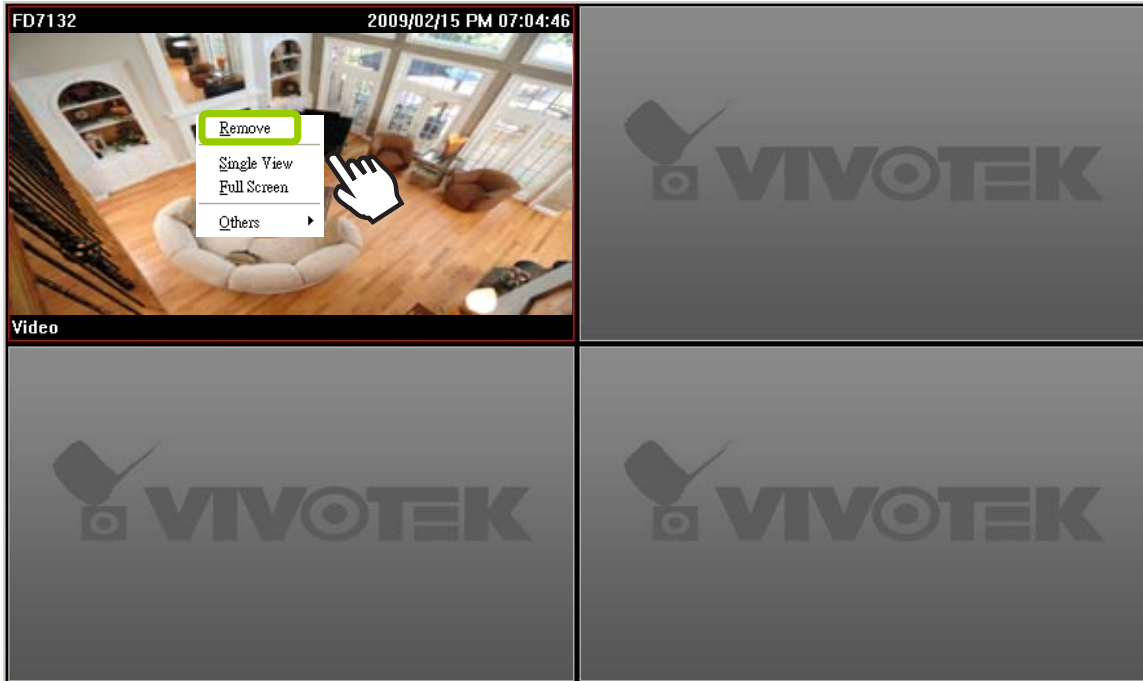 FD7132 2009/02/15 PM 07:04:46
Remove
Single View
Full Screen
Others
Video
VIVOTEK
VIVOTEK
VIVOTEK